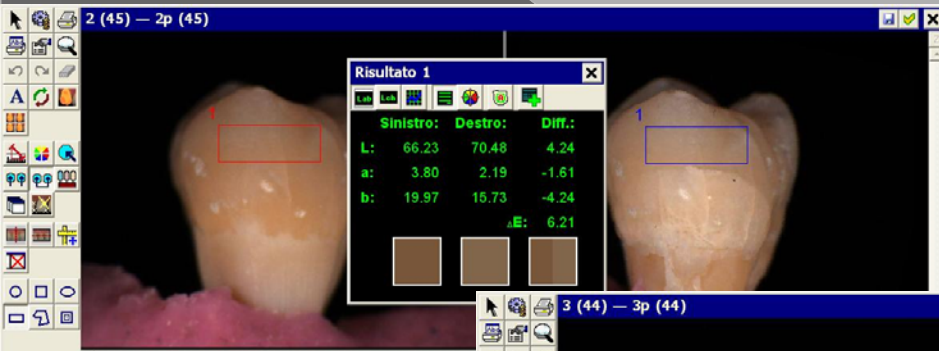 2 (45) — 2p (45)
Risultato 1
Lab Lch
Sinistro: Destro: Diff.:
L: 66.23 70.48 4.24
a: 3.80 2.19 -1.61
b: 19.97 15.73 -4.24
△E: 6.21
1
1
A
3 (44) — 3p (44)